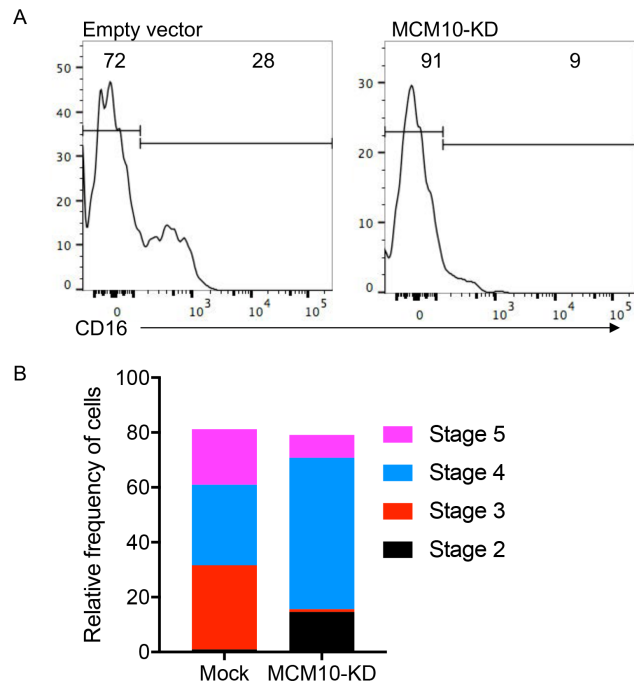 A
Empty vector
MCM10-KD
72
28
91
9
50
40
30
20
10
0
30
20
10
0
0
10³
10⁴
10⁵
0
10³
10⁴
10⁵
CD16
B
100
80
60
40
20
0
Relative frequency of cells
Mock
MCM10-KD
Stage 5
Stage 4
Stage 3
Stage 2